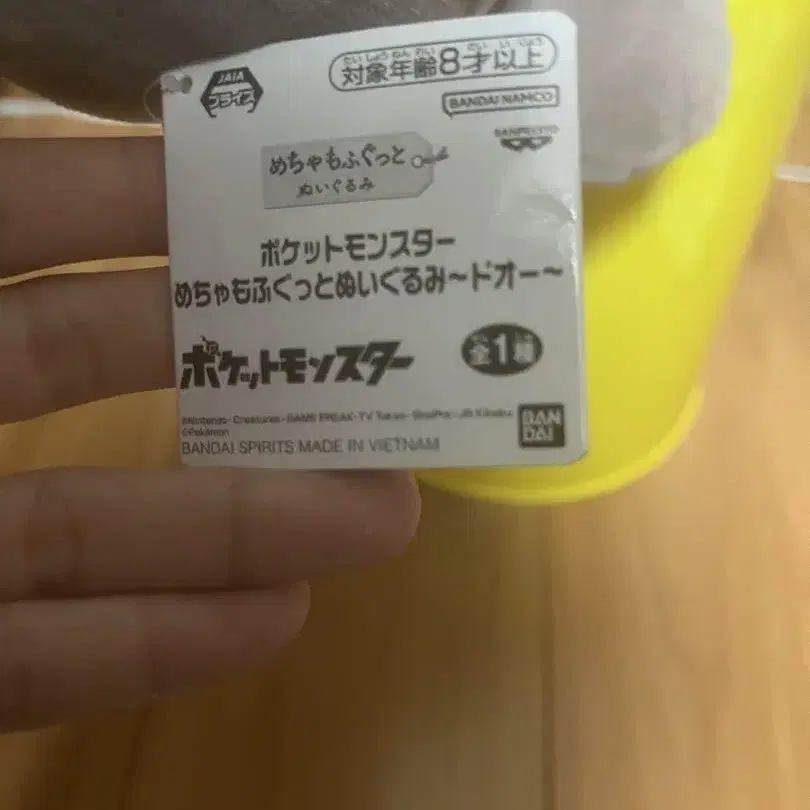 JAIA
プライズ
たいしょうねんれい さい いじょう
対象年齢8才以上
BANDAI NAMCO
BANPRESTO
めちゃもふぐっと
ぬいぐるみ
ポケットモンスター
めちゃもふぐっとぬいぐるみ～ドオー～
ポケットモンスター
全1種
©Nintendo・Creatures・GAME FREAK・TV Tokyo・ShoPro・JR Kikaku
©Pokémon
BANDAI SPIRITS MADE IN VIETNAM
BAN
DAI